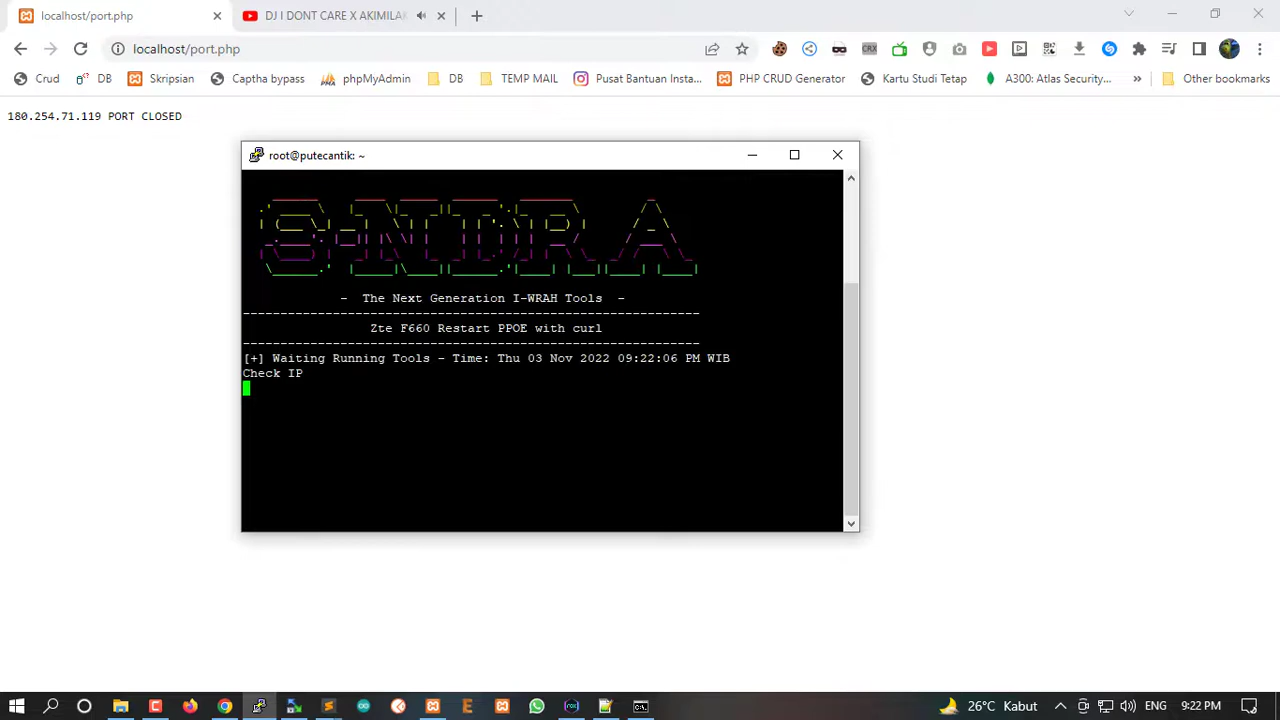 localhost/port.php
DJ I DONT CARE X AKIMILAK
localhost/port.php
CRX
Crud
DB
Skripsian
Captha bypass
phpMyAdmin
DB
TEMP MAIL
Pusat Bantuan Insta...
PHP CRUD Generator
Kartu Studi Tetap
A300: Atlas Security...
»
Other bookmarks
180.254.71.119 PORT CLOSED
root@putecantik: ~
S-NDRA
- The Next Generation I-WRAH Tools -
Zte F660 Restart PPOE with curl
[+] Waiting Running Tools - Time: Thu 03 Nov 2022 09:22:06 PM WIB
Check IP
26°C Kabut
ENG
9:22 PM